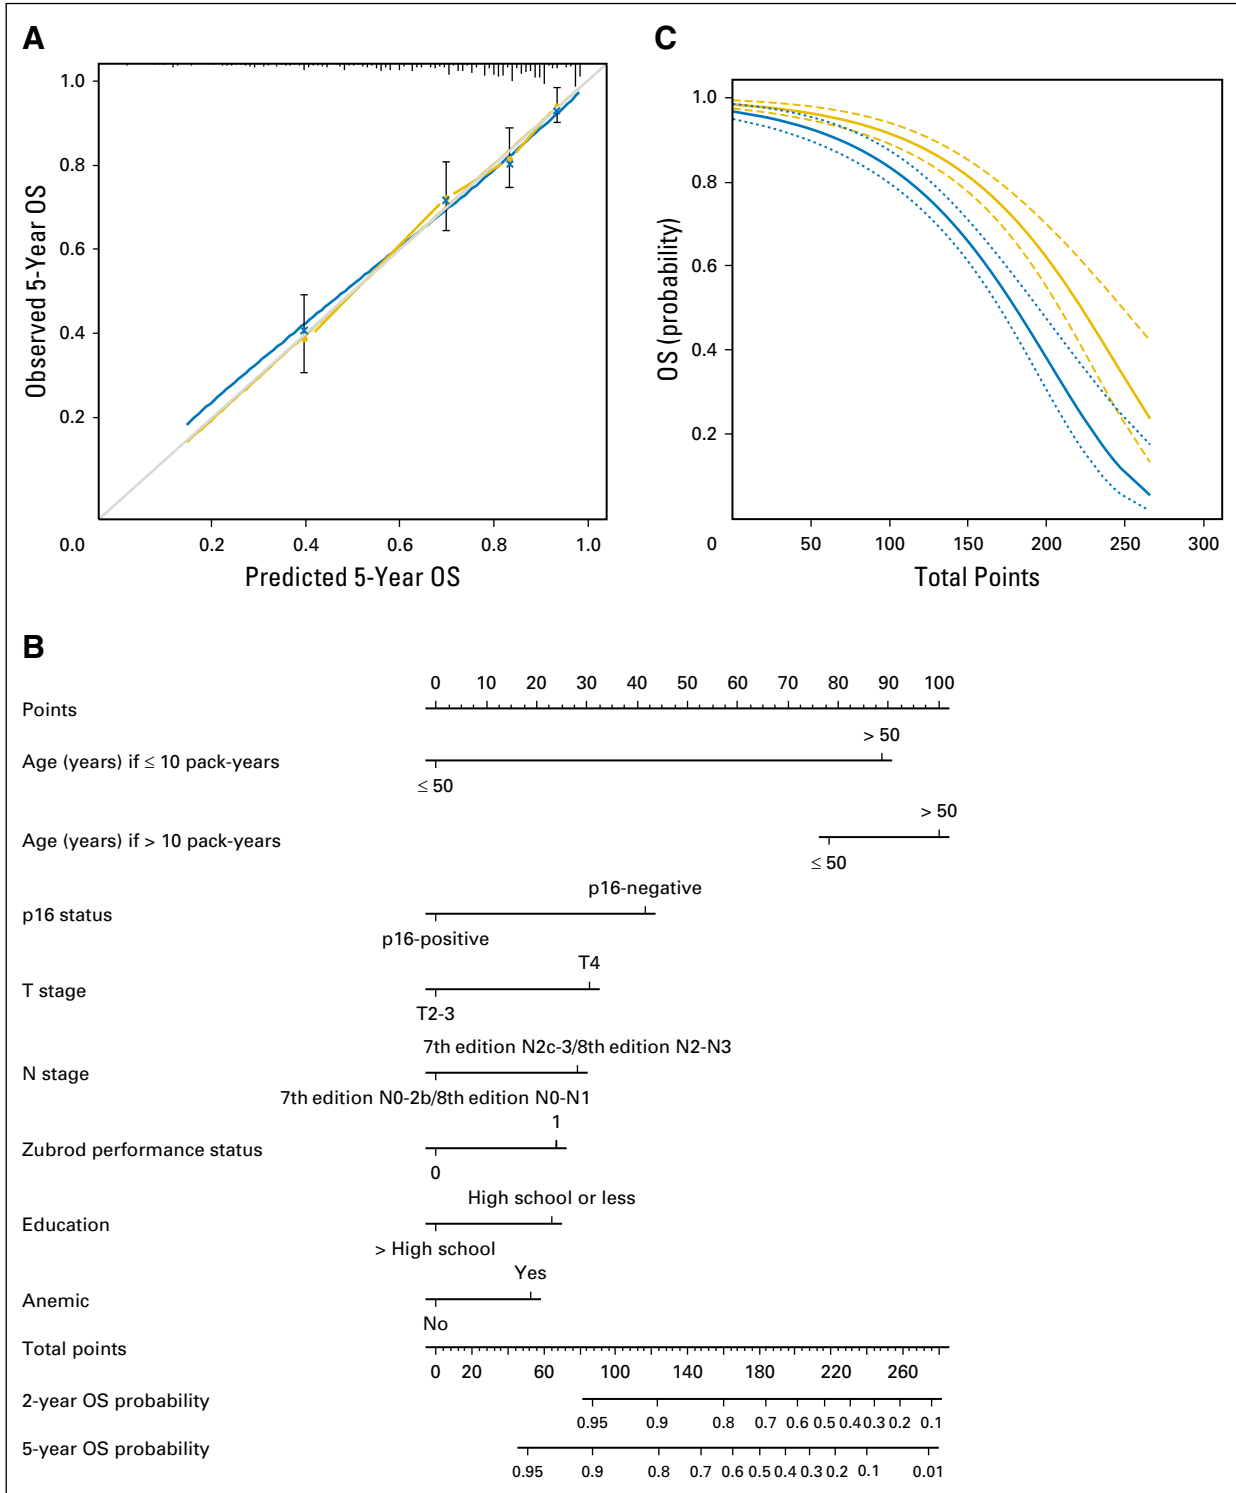 A
1.0
0.8
0.6
0.4
0.2
0.0
0.2 0.4 0.6 0.8 1.0
Observed 5-Year OS
Predicted 5-Year OS
C
1.0
0.8
0.6
0.4
0.2
0 50 100 150 200 250 300
OS (probability)
Total Points
B
0 10 20 30 40 50 60 70 80 90 100
Points
> 50
Age (years) if ≤ 10 pack-years
≤ 50
> 50
Age (years) if > 10 pack-years
≤ 50
p16-negative
p16 status
p16-positive
T4
T stage
T2-3
7th edition N2c-3/8th edition N2-N3
N stage
7th edition N0-2b/8th edition N0-N1
1
Zubrod performance status
0
High school or less
Education
> High school
Yes
Anemic
No
Total points
0 20 60 100 140 180 220 260
2-year OS probability
0.95 0.9 0.8 0.7 0.6 0.5 0.4 0.3 0.2 0.1
5-year OS probability
0.95 0.9 0.8 0.7 0.6 0.5 0.4 0.3 0.2 0.1 0.01